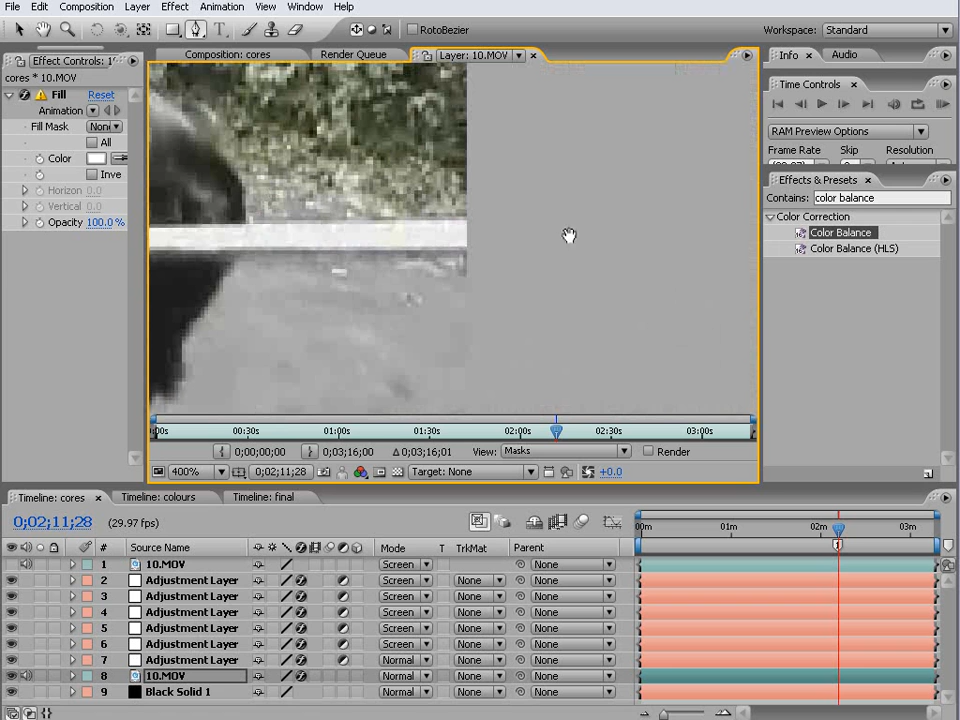 File Edit Composition Layer Effect Animation View Window Help
RotoBezier Workspace: Standard
Effect Controls: 1 Composition: cores Render Queue Layer: 10.MOV Info Audio
cores * 10.MOV
Fill Reset
Animation
Fill Mask None
All
Color
Inve
Horizon 0.0
Vertical 0.0
Opacity 100.0 %
Time Controls
RAM Preview Options
Frame Rate Skip Resolution
Effects & Presets
Contains: color balance
Color Correction
Color Balance
Color Balance (HLS)
00s 00:30s 01:00s 01:30s 02:00s 02:30s 03:00s
0;00;00;00 0;03;16;00 Δ 0;03;16;01 View: Masks Render
400% 0;02;11;28 Target: None +0.0
Timeline: cores Timeline: colours Timeline: final
0;02;11;28 (29.97 fps) 00m 01m 02m 03m
# Source Name Mode T TrkMat Parent
1 10.MOV Screen None
2 Adjustment Layer Screen None None
3 Adjustment Layer Screen None None
4 Adjustment Layer Screen None None
5 Adjustment Layer Screen None None
6 Adjustment Layer Screen None None
7 Adjustment Layer Normal None None
8 10.MOV Normal None None
9 Black Solid 1 Normal None None